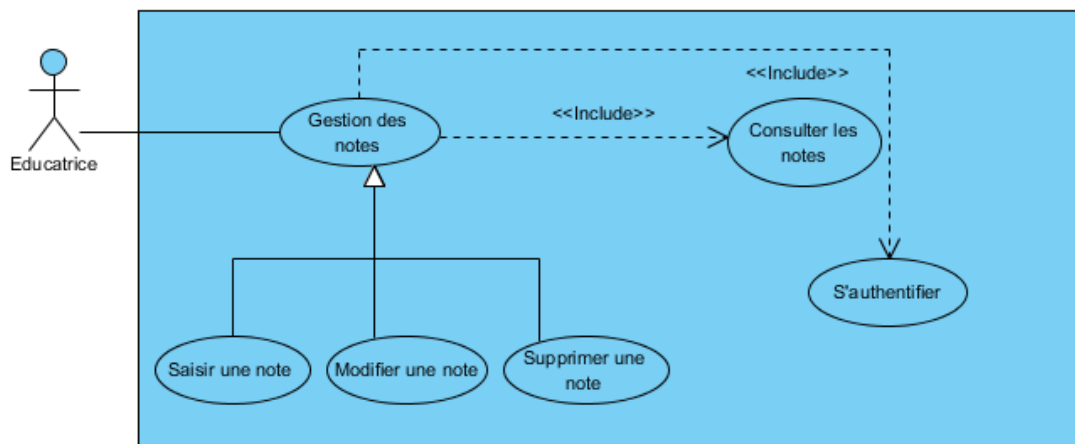 <<Include>>
<<Include>>
Gestion des
notes
Consulter les
notes
Educatrice
S'authentifier
Saisir une note
Modifier une note
Supprimer une
note